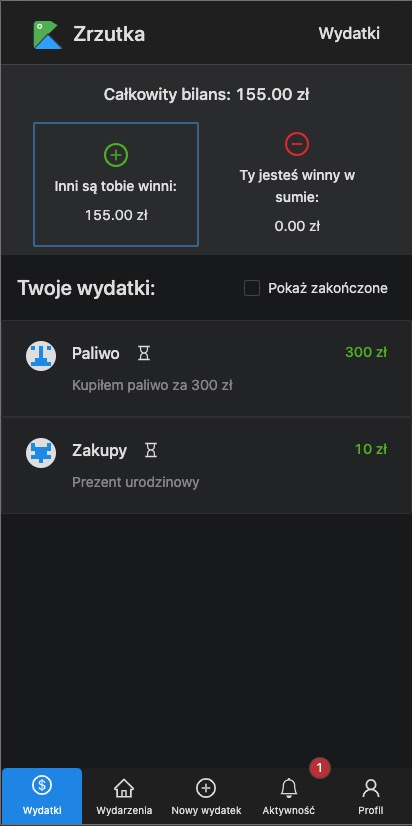 Zrzutka
Wydatki
Całkowity bilans: 155.00 zł
Inni są tobie winni:
155.00 zł
Ty jesteś winny w
sumie:
0.00 zł
Twoje wydatki:
Pokaż zakończone
Paliwo
300 zł
Kupiłem paliwo za 300 zł
Zakupy
10 zł
Prezent urodzinowy
1
Wydatki
Wydarzenia
Nowy wydatek
Aktywność
Profil